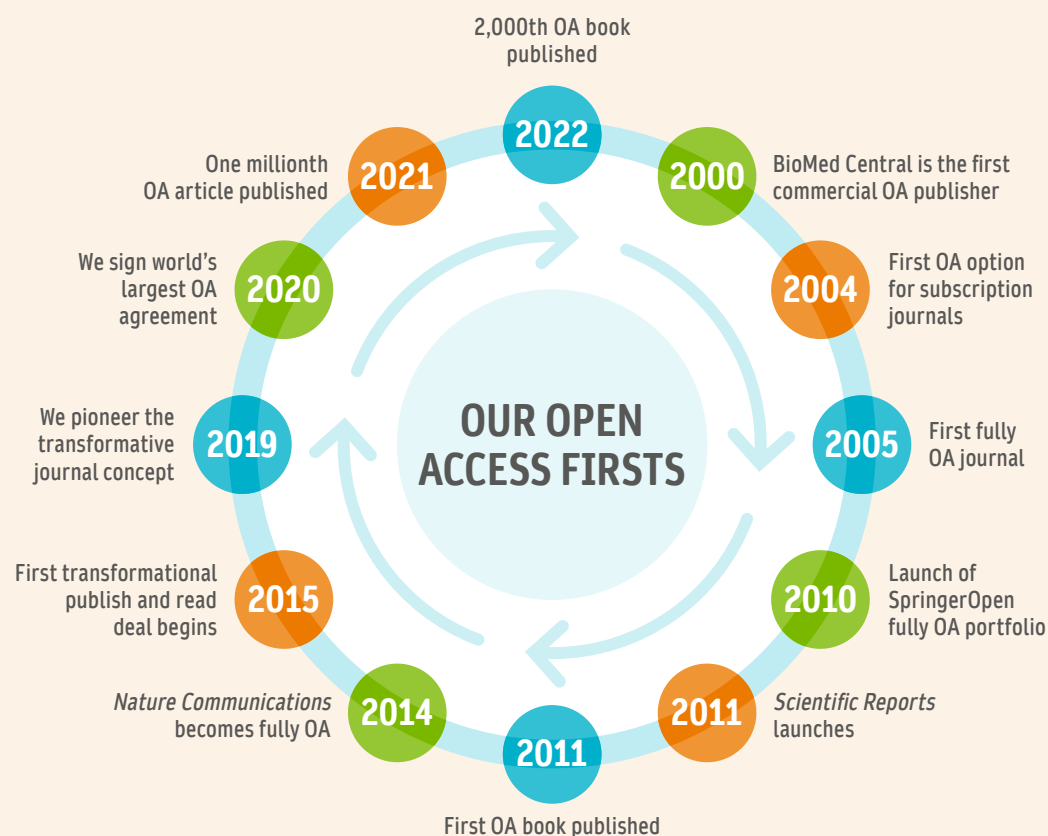 OUR OPEN
ACCESS FIRSTS
2000
BioMed Central is the first
commercial OA publisher
2004
First OA option
for subscription
journals
2005
First fully
OA journal
2010
Launch of
SpringerOpen
fully OA portfolio
2011
Scientific Reports
launches
2011
First OA book published
2014
Nature Communications
becomes fully OA
2015
First transformational
publish and read
deal begins
2019
We pioneer the
transformative
journal concept
2020
We sign world's
largest OA
agreement
2021
One millionth
OA article published
2022
2,000th OA book
published